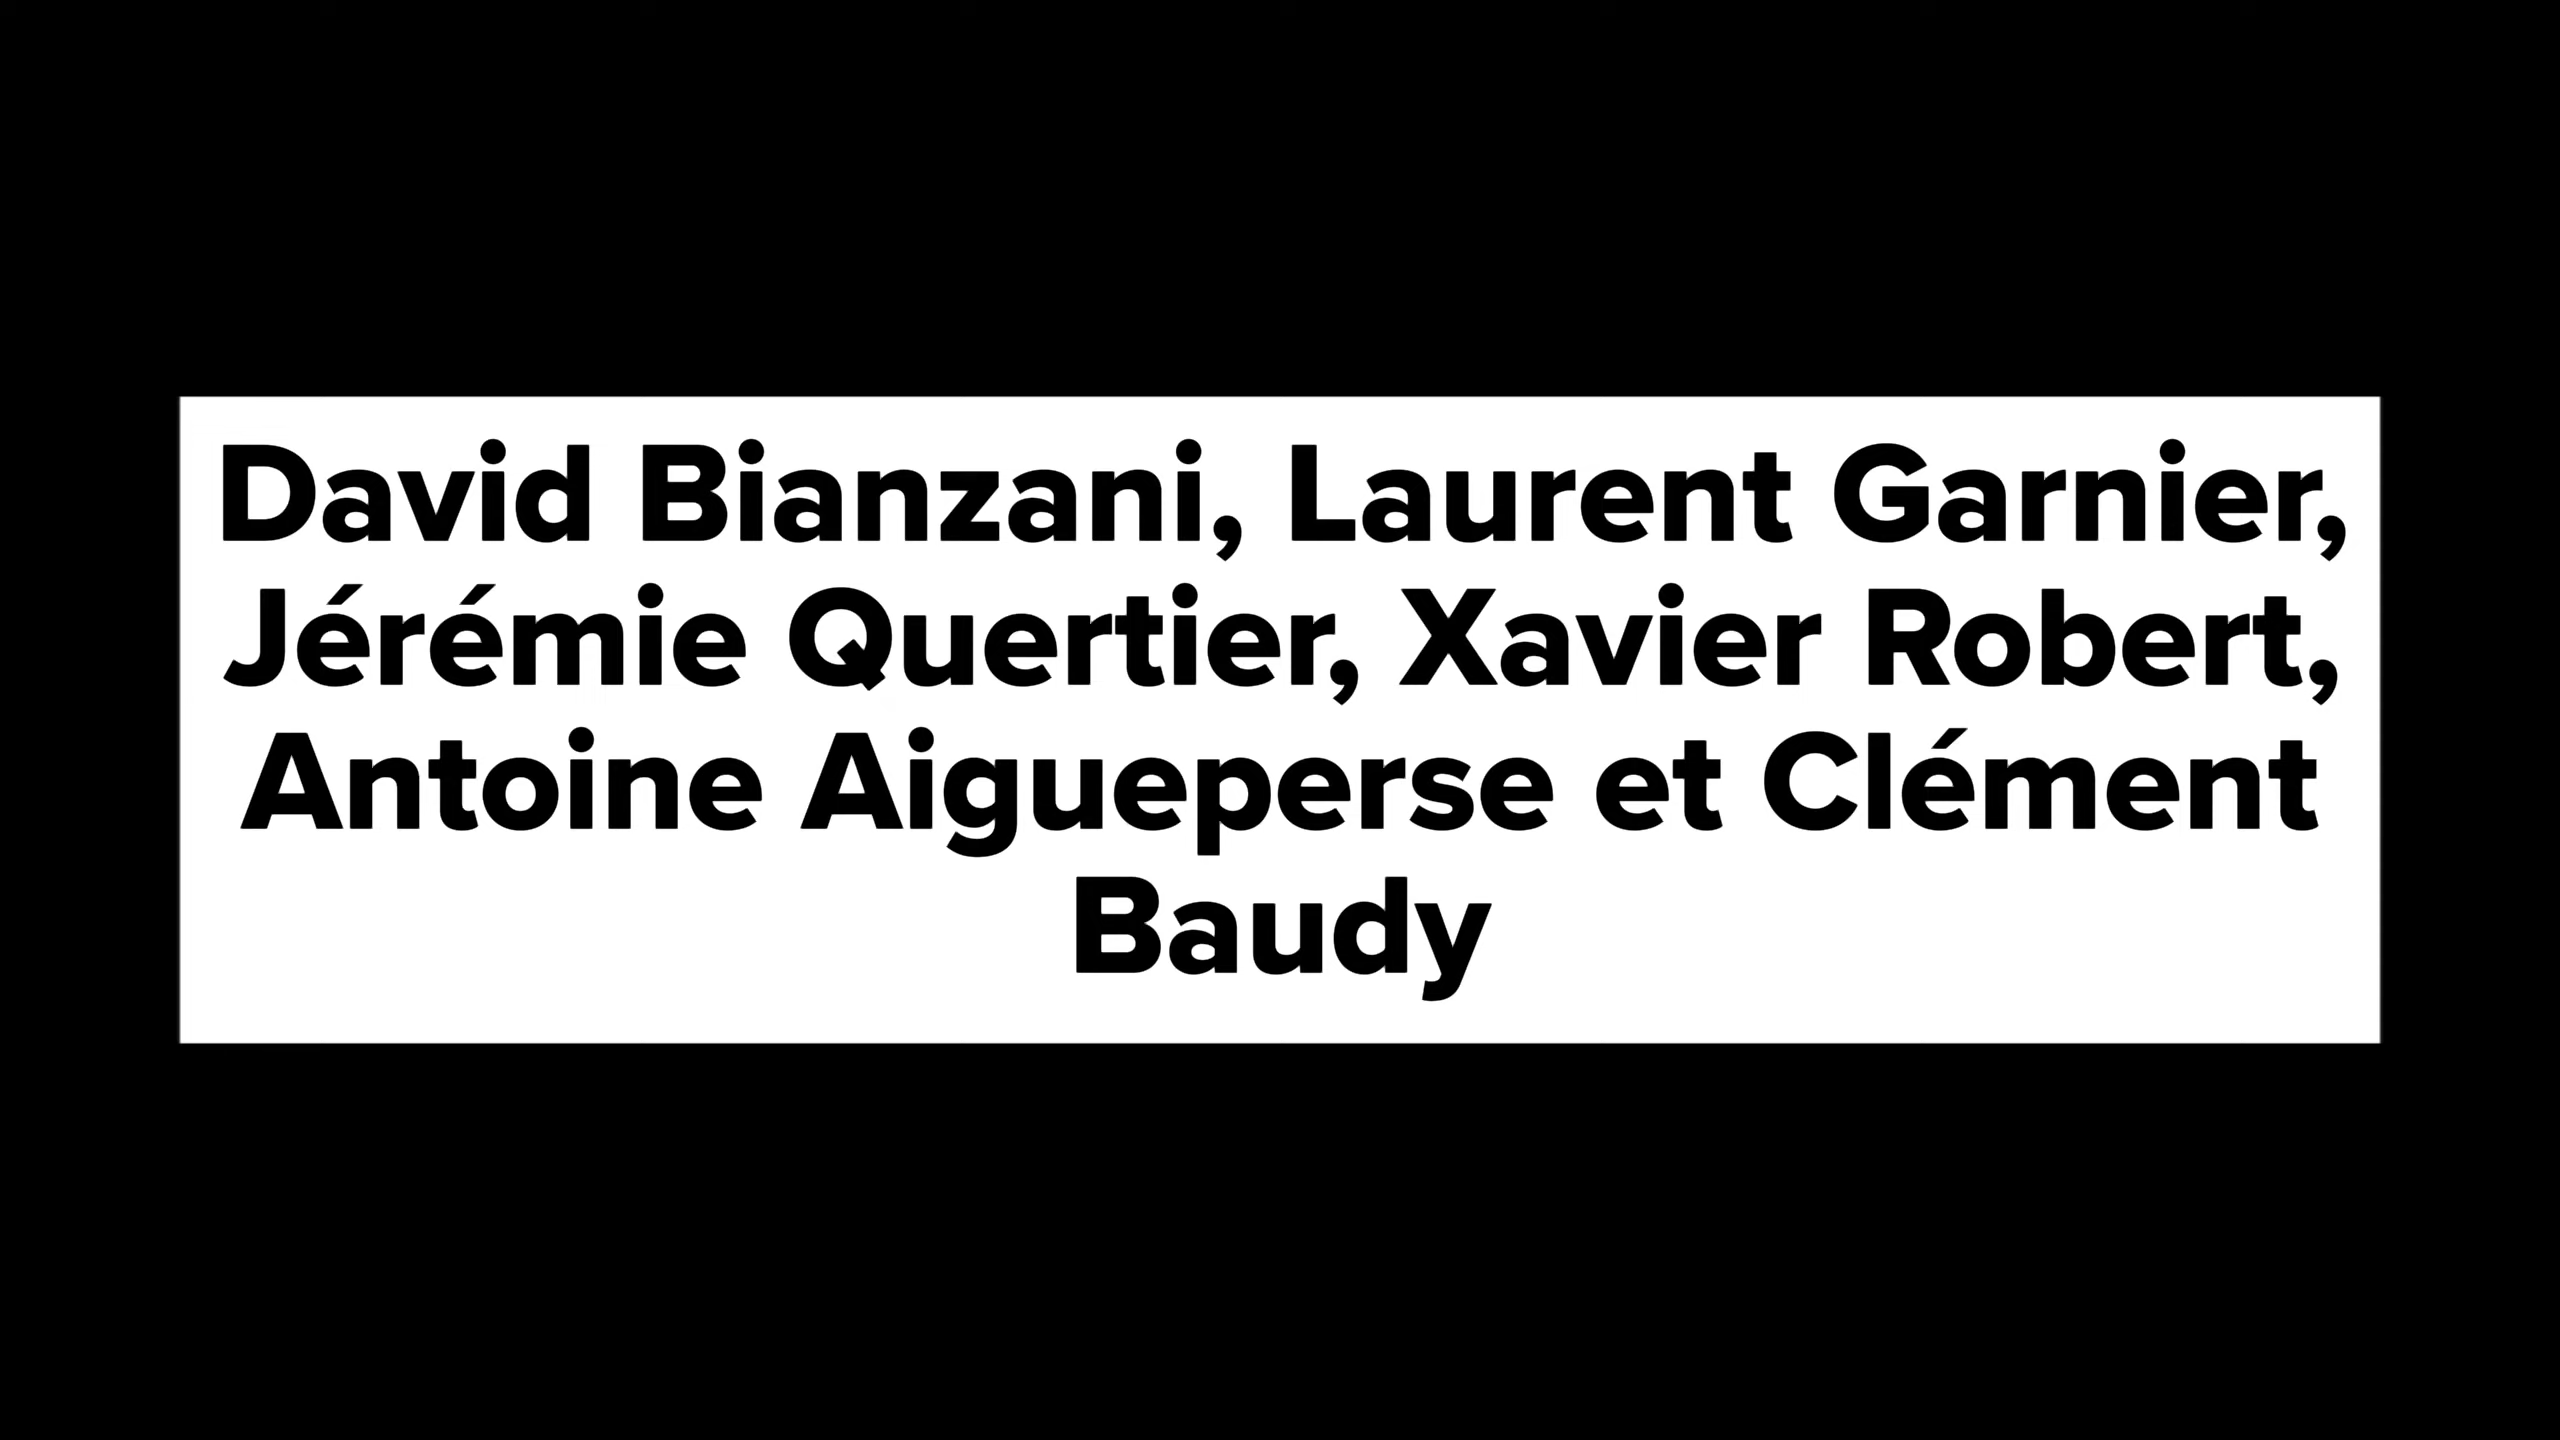 David Bianzani, Laurent Garnier,
Jérémie Quertier, Xavier Robert,
Antoine Aigueperse et Clément
Baudy